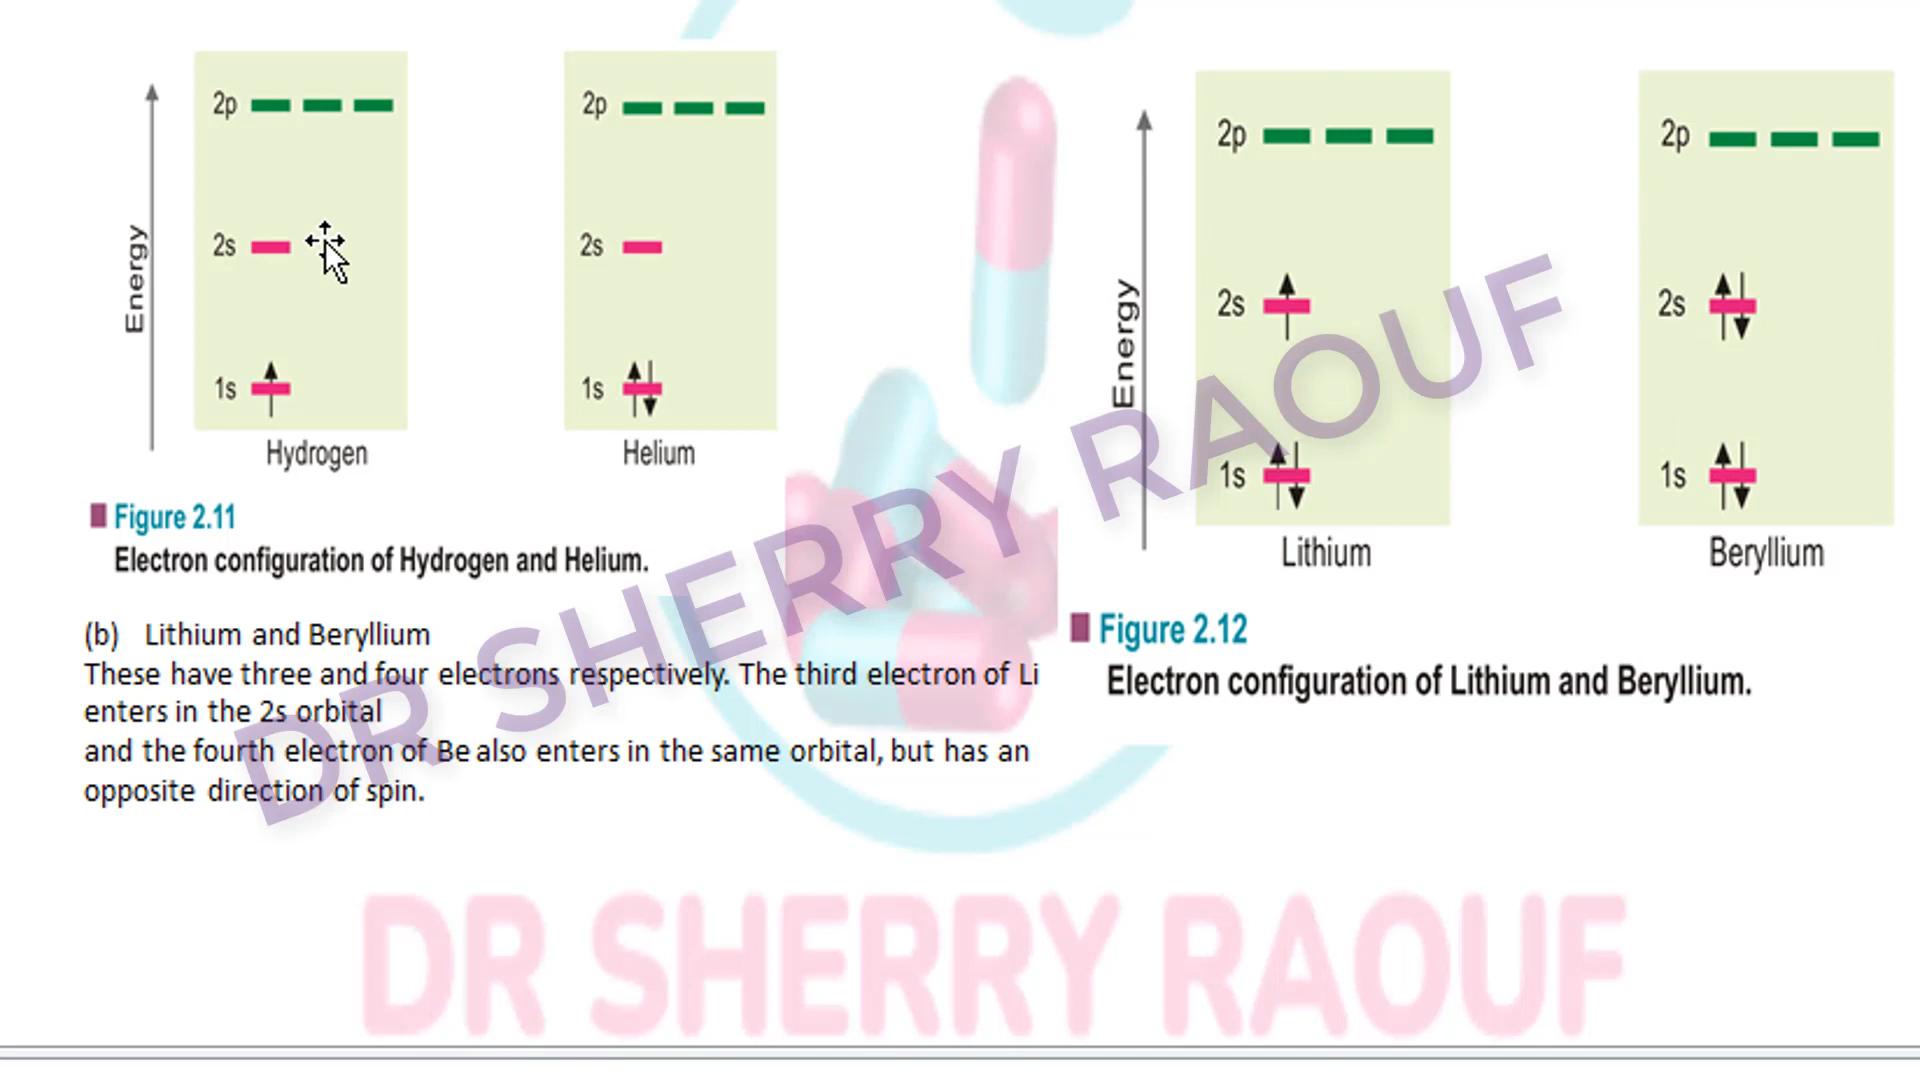 2p
2s
1s
Energy
Hydrogen
2p
2s
1s
Helium
Figure 2.11
Electron configuration of Hydrogen and Helium.
(b) Lithium and Beryllium
These have three and four electrons respectively. The third electron of Li
enters in the 2s orbital
and the fourth electron of Be also enters in the same orbital, but has an
opposite direction of spin.
2p
2s
1s
Energy
Lithium
2p
2s
1s
Beryllium
Figure 2.12
Electron configuration of Lithium and Beryllium.
DR SHERRY RAOUF
DR SHERRY RAOUF